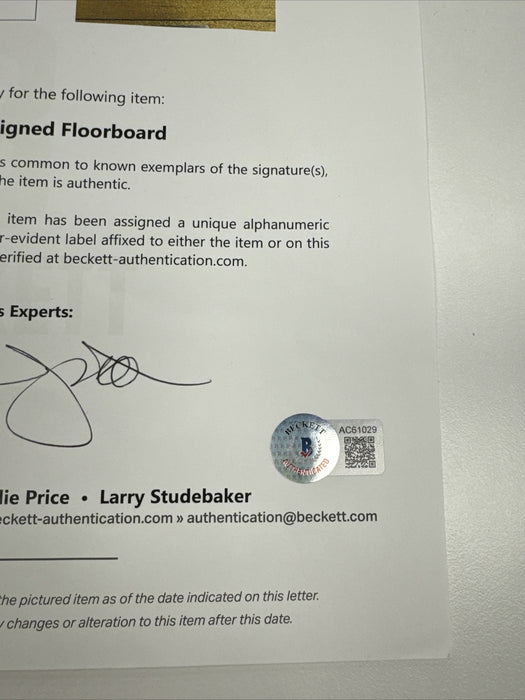 y for the following item:
igned Floorboard
s common to known exemplars of the signature(s),
he item is authentic.
item has been assigned a unique alphanumeric
r-evident label affixed to either the item or on this
erified at beckett-authentication.com.
s Experts:
BECKETT
B
AUTHENTICATED
AC61029
lie Price • Larry Studebaker
eckett-authentication.com » authentication@beckett.com
the pictured item as of the date indicated on this letter.
y changes or alteration to this item after this date.